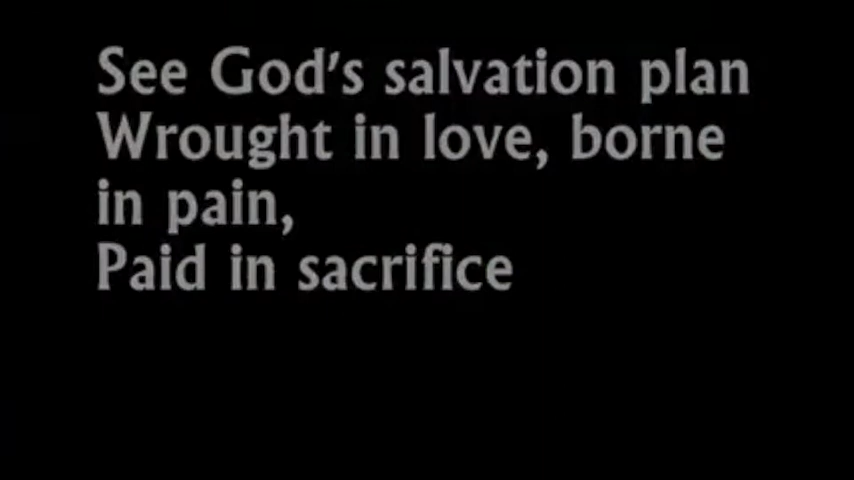 See God's salvation plan
Wrought in love, borne
in pain,
Paid in sacrifice